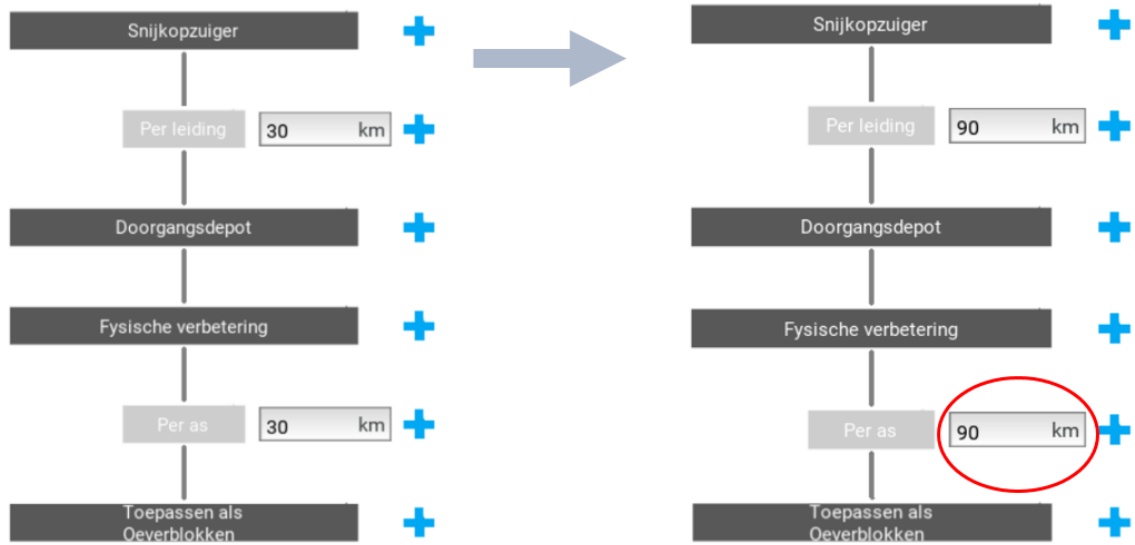 Snijkopzuiger
Per leiding
30 km
Doorgangsdepot
Fysische verbetering
Per as
30 km
Toepassen als
Oeverblokken
Snijkopzuiger
Per leiding
90 km
Doorgangsdepot
Fysische verbetering
Per as
90 km
Toepassen als
Oeverblokken